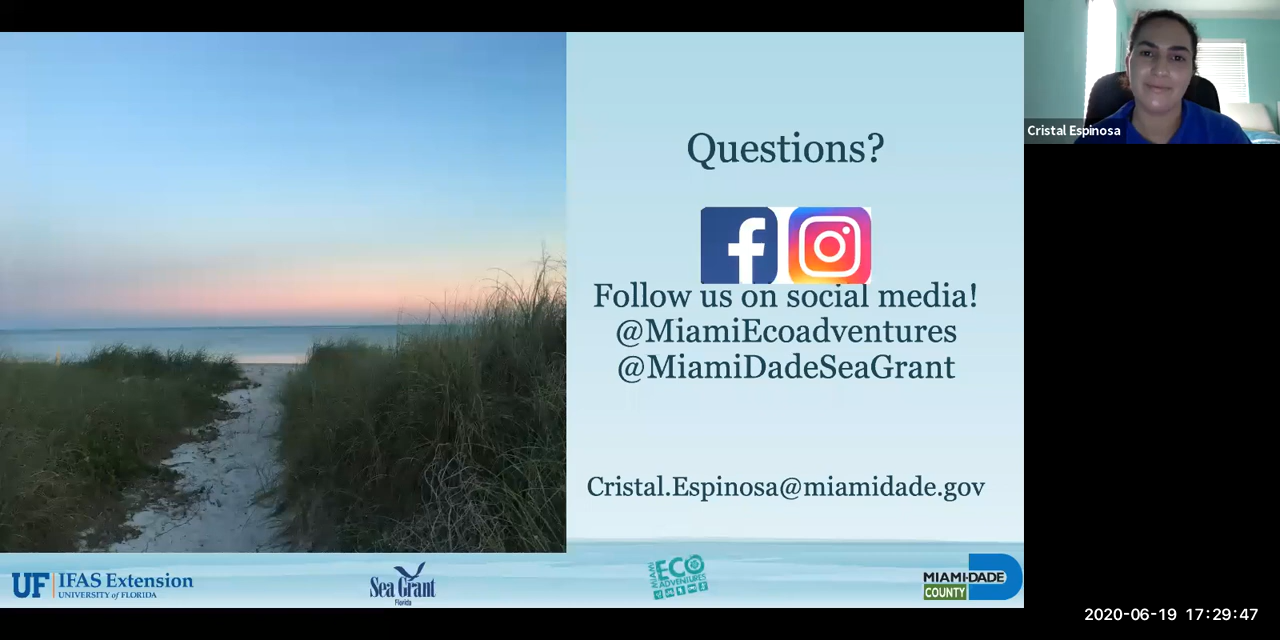 Cristal Espinosa
Questions?
Follow us on social media!
@MiamiEcoadventures
@MiamiDadeSeaGrant
Cristal.Espinosa@miamidade.gov
UF IFAS Extension
UNIVERSITY of FLORIDA
Sea Grant
Florida
MIAMI ECO ADVENTURES
MIAMI-DADE
COUNTY
2020-06-19 17:29:47